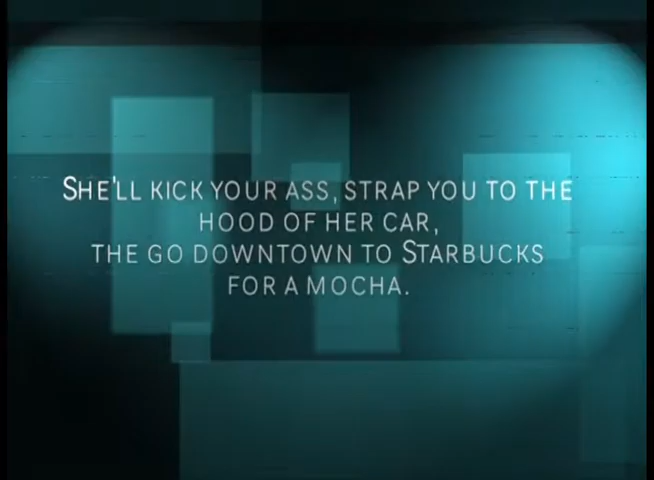 She'll kick your ass, strap you to the
hood of her car,
the go downtown to Starbucks
for a mocha.